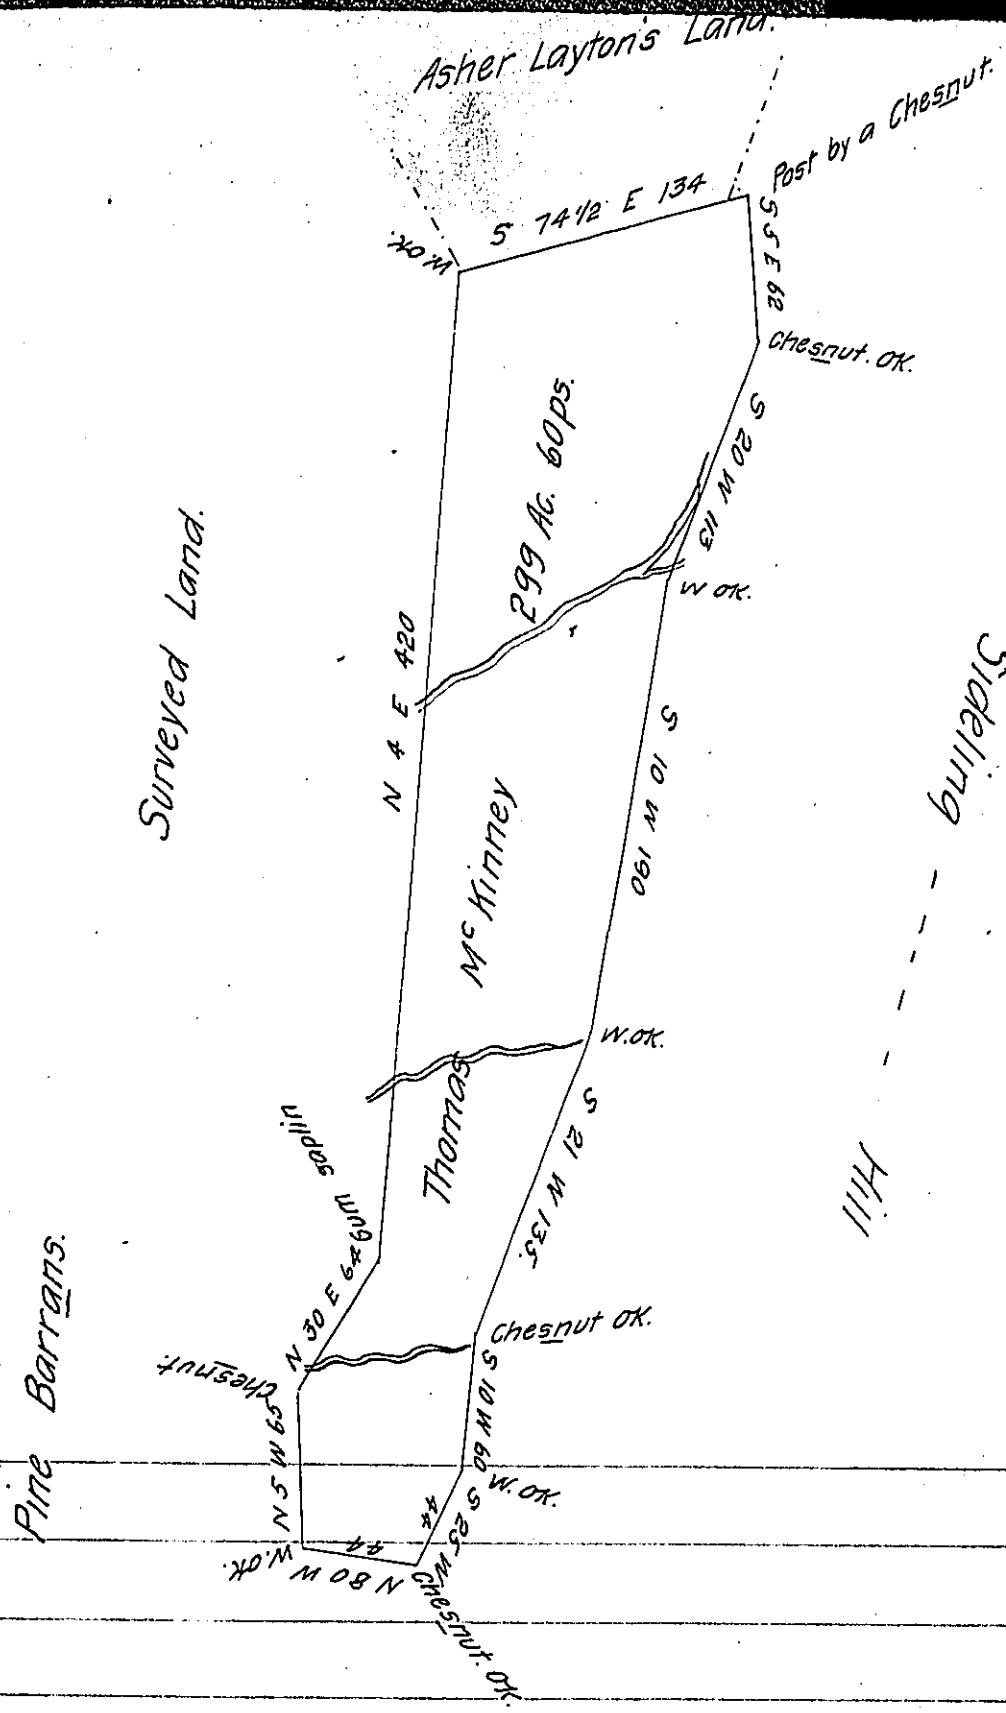 Asher Layton's Land.
Post by a Chesnut.
S 74 1/2 E 134
W. OK.
S 5 E 62
Chesnut. OK.
S 20 W 113
299 Ac. 60ps.
W OK.
Surveyed Land.
N 4 E 420
Sideling
S 10 W 190
McKinney
W. OK.
Thomas
S 21 W 135.
Hill
Gum saplin
N 30 E 64
Chesnut OK.
Chesnut.
Pine Barrans.
S 10 W 60
N 5 W 65
W. OK.
S 25 W 44
W. OK.
N 80 W 44
Chesnut. OK.